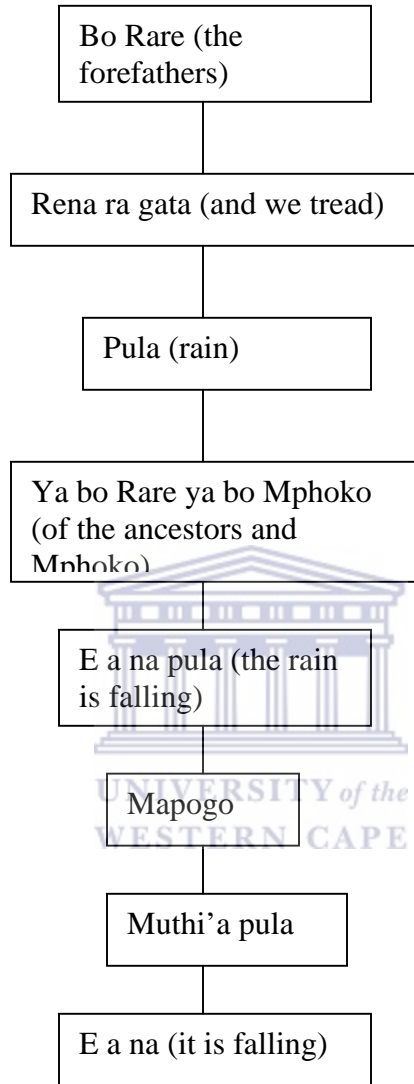 Bo Rare (the
forefathers)
Rena ra gata (and we tread)
Pula (rain)
Ya bo Rare ya bo Mphoko
(of the ancestors and
Mphoko)
E a na pula (the rain
is falling)
UNIVERSITY of the
WESTERN CAPE
Mapogo
Muthi’a pula
E a na (it is falling)